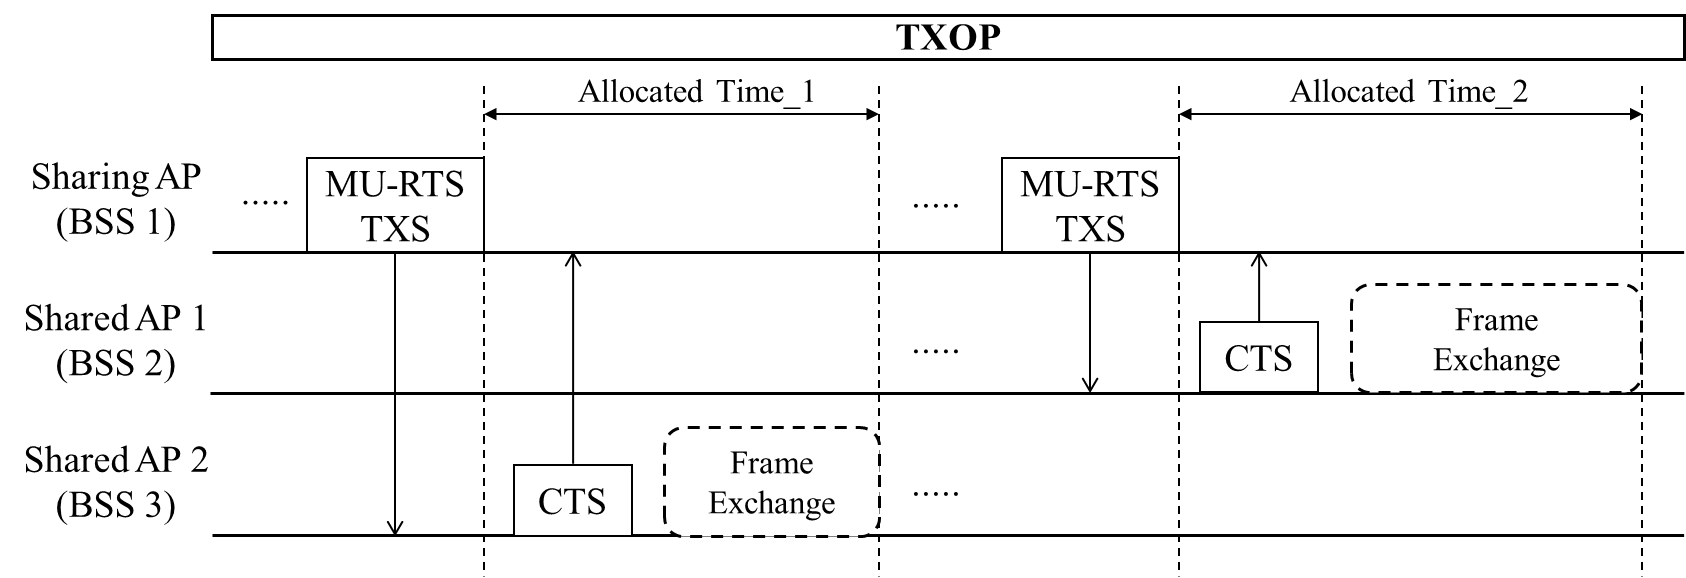 TXOP
Allocated Time_1
Allocated Time_2
Sharing AP
(BSS 1)
.....
MU-RTS
TXS
.....
MU-RTS
TXS
Shared AP 1
(BSS 2)
.....
CTS
Frame
Exchange
Shared AP 2
(BSS 3)
CTS
Frame
Exchange
.....